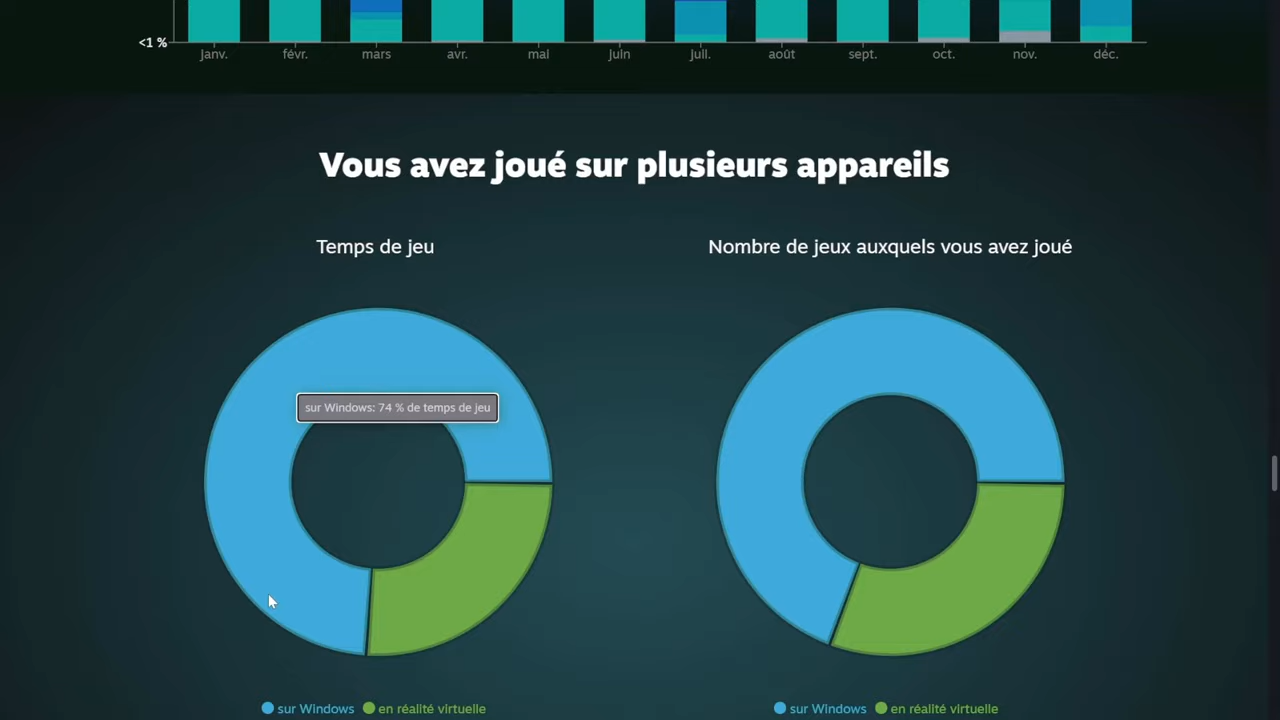 <1 %
janv. févr. mars avr. mai juin juil. août sept. oct. nov. déc.
Vous avez joué sur plusieurs appareils
Temps de jeu
Nombre de jeux auxquels vous avez joué
sur Windows: 74 % de temps de jeu
sur Windows en réalité virtuelle
sur Windows en réalité virtuelle